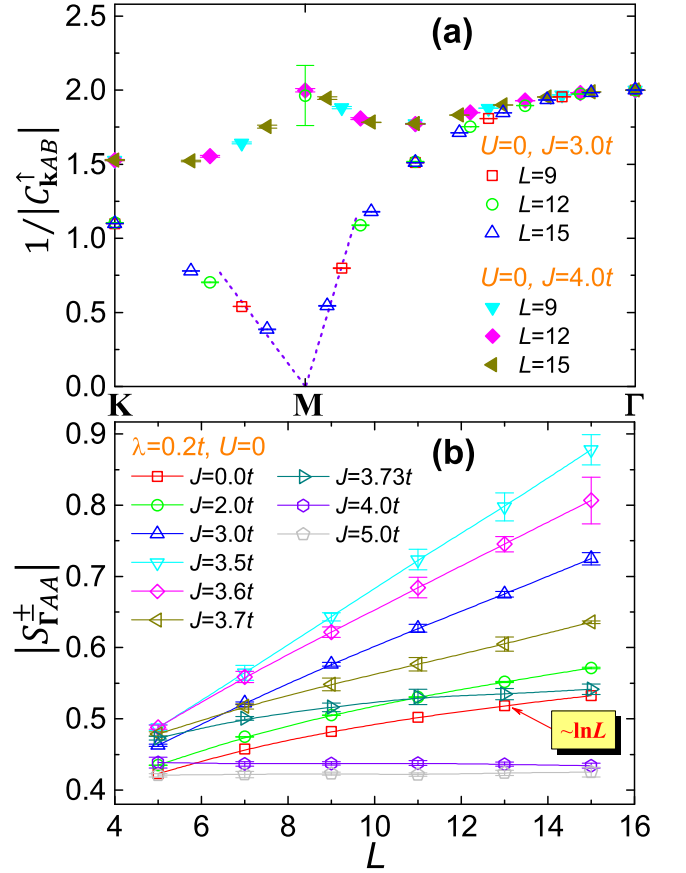 (a)
1/|C↑kAB|
2.5
2.0
1.5
1.0
0.5
0.0
U=0, J=3.0t
L=9
L=12
L=15
U=0, J=4.0t
L=9
L=12
L=15
K M Γ
(b)
|S±ΓAA|
0.9
0.8
0.7
0.6
0.5
0.4
λ=0.2t, U=0
J=0.0t
J=2.0t
J=3.0t
J=3.5t
J=3.6t
J=3.7t
J=3.73t
J=4.0t
J=5.0t
~lnL
4 6 8 10 12 14 16
L